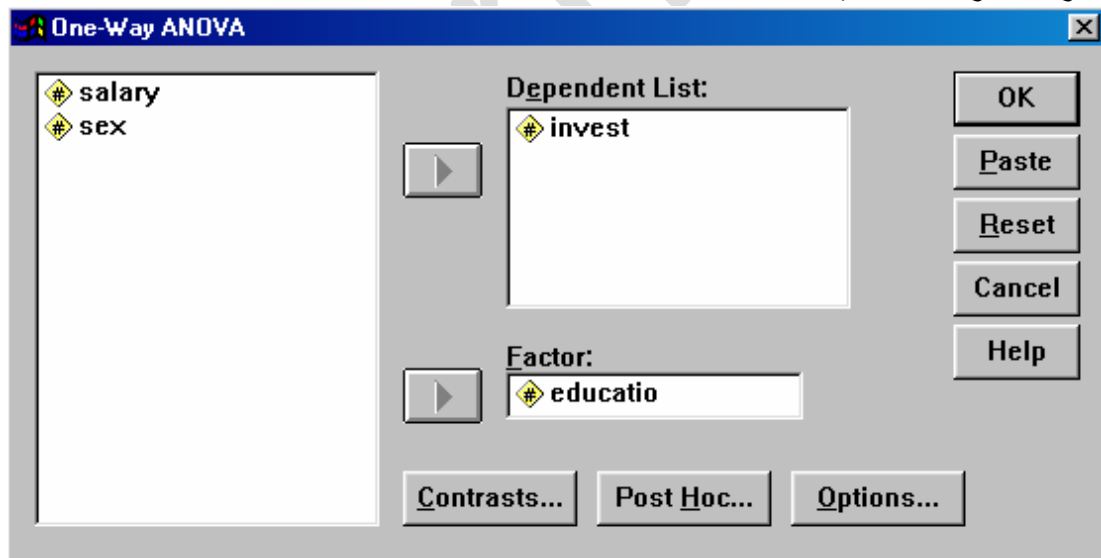 One-Way ANOVA
salary
sex
Dependent List:
invest
Factor:
educatio
OK
Paste
Reset
Cancel
Help
Contrasts...
Post Hoc...
Options...